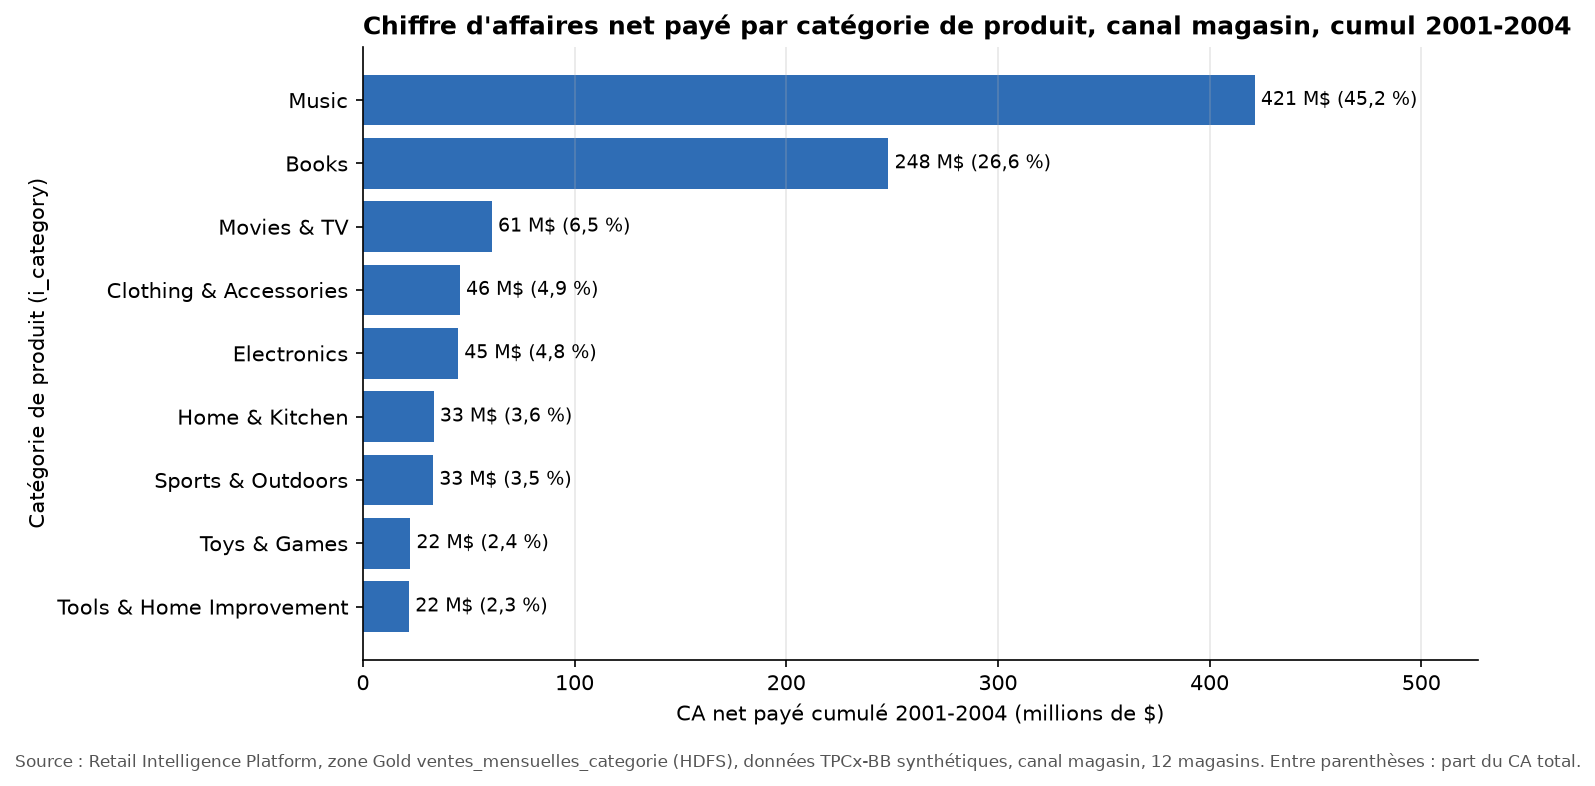 Chiffre d'affaires net payé par catégorie de produit, canal magasin, cumul 2001-2004
Catégorie de produit (i_category)
Music 421 M$ (45,2 %)
Books 248 M$ (26,6 %)
Movies & TV 61 M$ (6,5 %)
Clothing & Accessories 46 M$ (4,9 %)
Electronics 45 M$ (4,8 %)
Home & Kitchen 33 M$ (3,6 %)
Sports & Outdoors 33 M$ (3,5 %)
Toys & Games 22 M$ (2,4 %)
Tools & Home Improvement 22 M$ (2,3 %)
0 100 200 300 400 500
CA net payé cumulé 2001-2004 (millions de $)
Source : Retail Intelligence Platform, zone Gold ventes_mensuelles_categorie (HDFS), données TPCx-BB synthétiques, canal magasin, 12 magasins. Entre parenthèses : part du CA total.